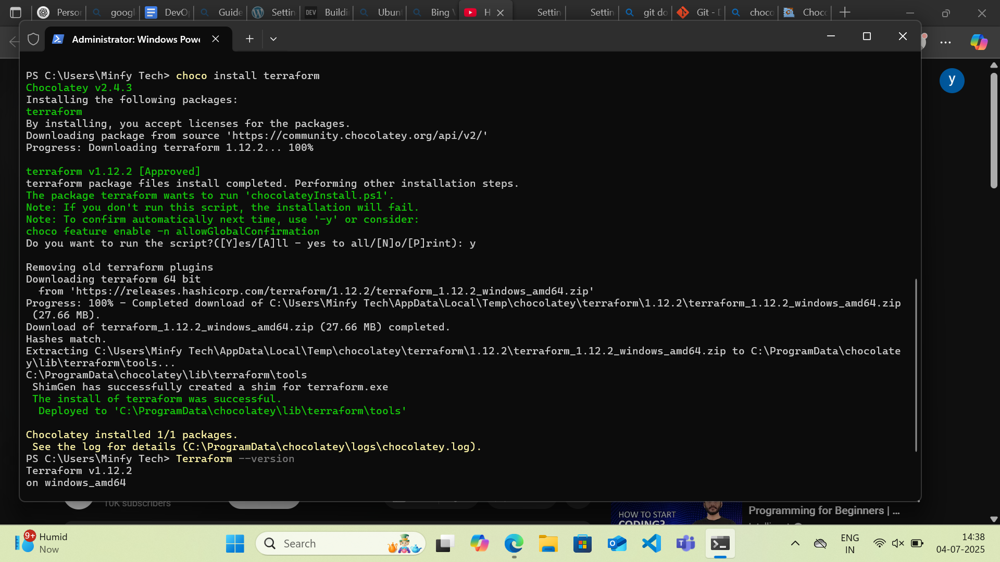 Person
googl
DevOp
Guide
Settin
DEV Buildi
Ubunt
Bing V
H
Settin
Settin
git do
Git - D
choco
Choco
Administrator: Windows Powe
y
PS C:\Users\Minfy Tech> choco install terraform
Chocolatey v2.4.3
Installing the following packages:
terraform
By installing, you accept licenses for the packages.
Downloading package from source 'https://community.chocolatey.org/api/v2/'
Progress: Downloading terraform 1.12.2... 100%
terraform v1.12.2 [Approved]
terraform package files install completed. Performing other installation steps.
The package terraform wants to run 'chocolateyInstall.ps1'.
Note: If you don't run this script, the installation will fail.
Note: To confirm automatically next time, use '-y' or consider:
choco feature enable -n allowGlobalConfirmation
Do you want to run the script?([Y]es/[A]ll - yes to all/[N]o/[P]rint): y
Removing old terraform plugins
Downloading terraform 64 bit
from 'https://releases.hashicorp.com/terraform/1.12.2/terraform_1.12.2_windows_amd64.zip'
Progress: 100% - Completed download of C:\Users\Minfy Tech\AppData\Local\Temp\chocolatey\terraform\1.12.2\terraform_1.12.2_windows_amd64.zip
(27.66 MB).
Download of terraform_1.12.2_windows_amd64.zip (27.66 MB) completed.
Hashes match.
Extracting C:\Users\Minfy Tech\AppData\Local\Temp\chocolatey\terraform\1.12.2\terraform_1.12.2_windows_amd64.zip to C:\ProgramData\chocolate
y\lib\terraform\tools...
C:\ProgramData\chocolatey\lib\terraform\tools
ShimGen has successfully created a shim for terraform.exe
The install of terraform was successful.
Deployed to 'C:\ProgramData\chocolatey\lib\terraform\tools'
Chocolatey installed 1/1 packages.
See the log for details (C:\ProgramData\chocolatey\logs\chocolatey.log).
PS C:\Users\Minfy Tech> Terraform --version
Terraform v1.12.2
on windows_amd64
10K subscribers
HOW TO START
CODING?
Programming for Beginners | ...
9+
Humid
Now
Search
ENG
IN
14:38
04-07-2025